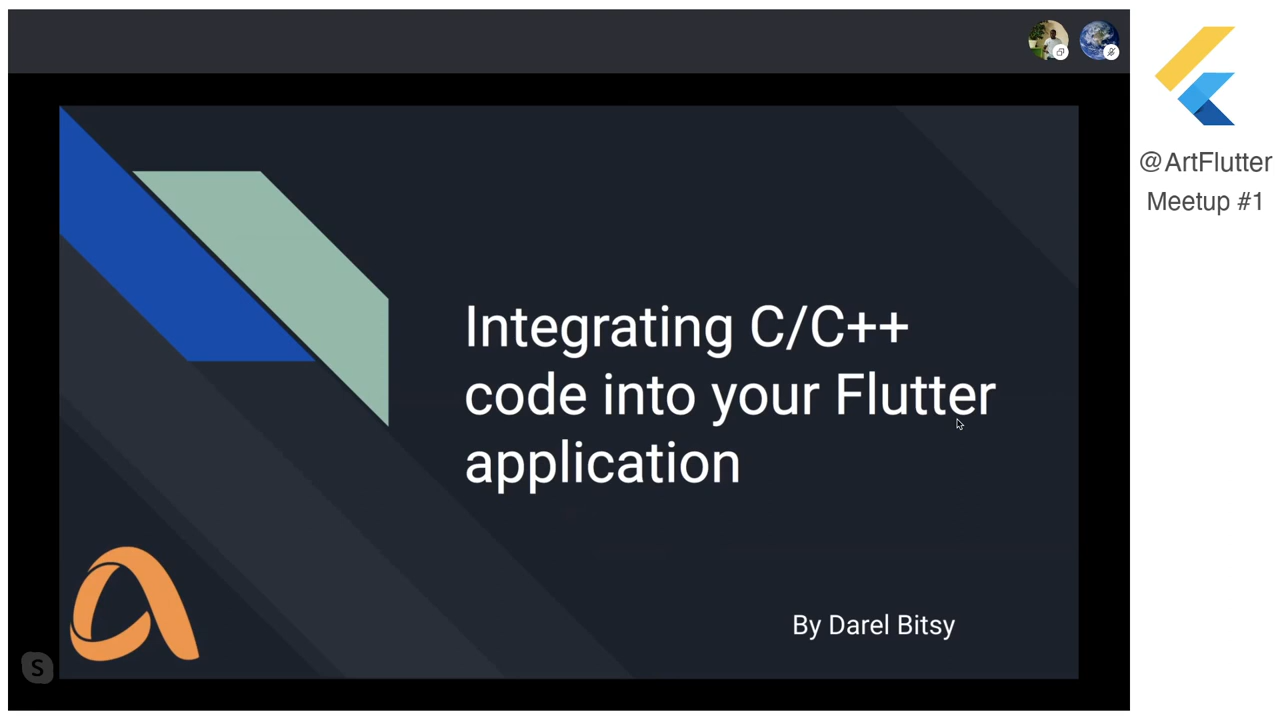 @ArtFlutter
Meetup #1
Integrating C/C++
code into your Flutter
application
By Darel Bitsy
S